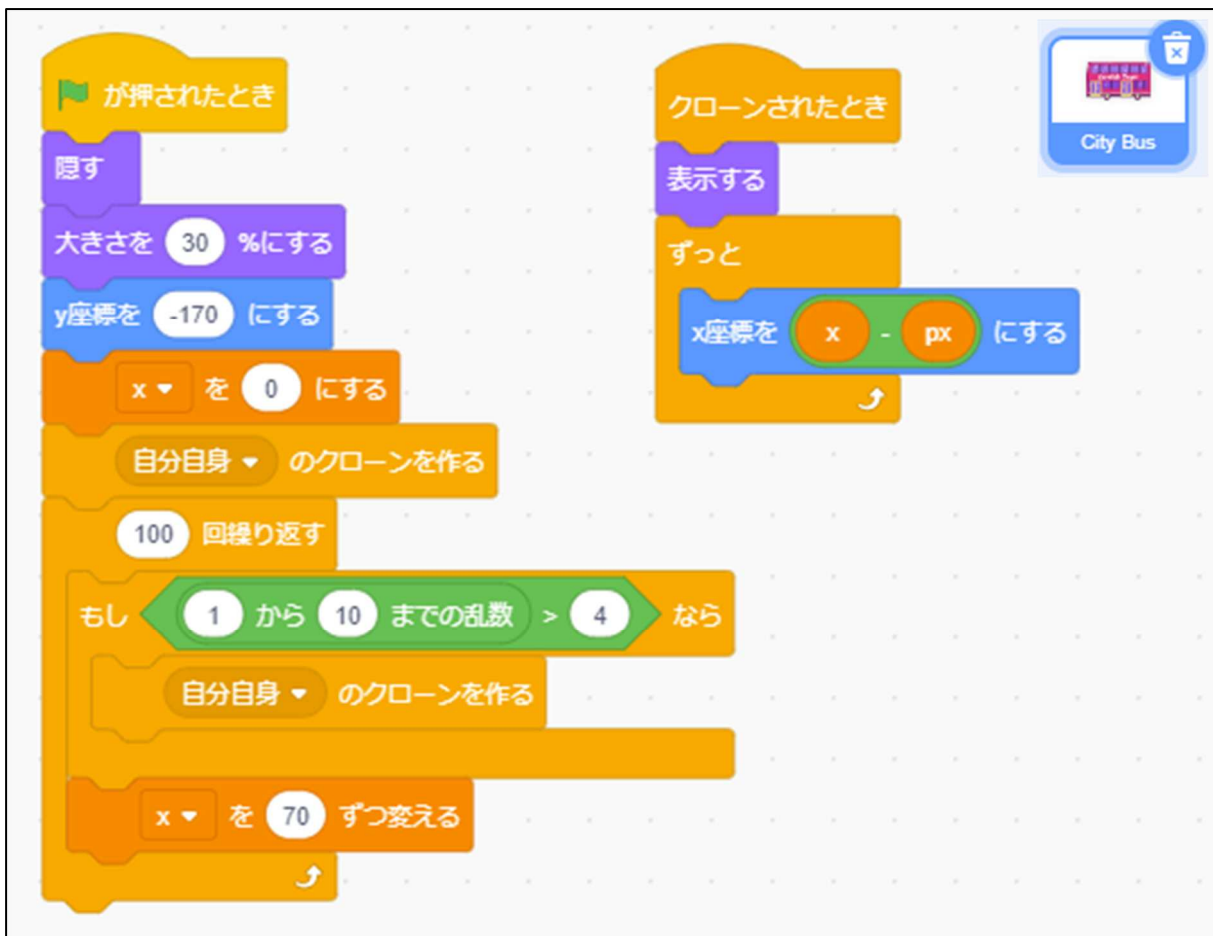 が押されたとき
隠す
大きさを 30 %にする
y座標を -170 にする
x を 0 にする
自分自身 のクローンを作る
100 回繰り返す
もし 1 から 10 までの乱数 > 4 なら
自分自身 のクローンを作る
x を 70 ずつ変える
クローンされたとき
表示する
ずっと
x座標を x - px にする
City Bus